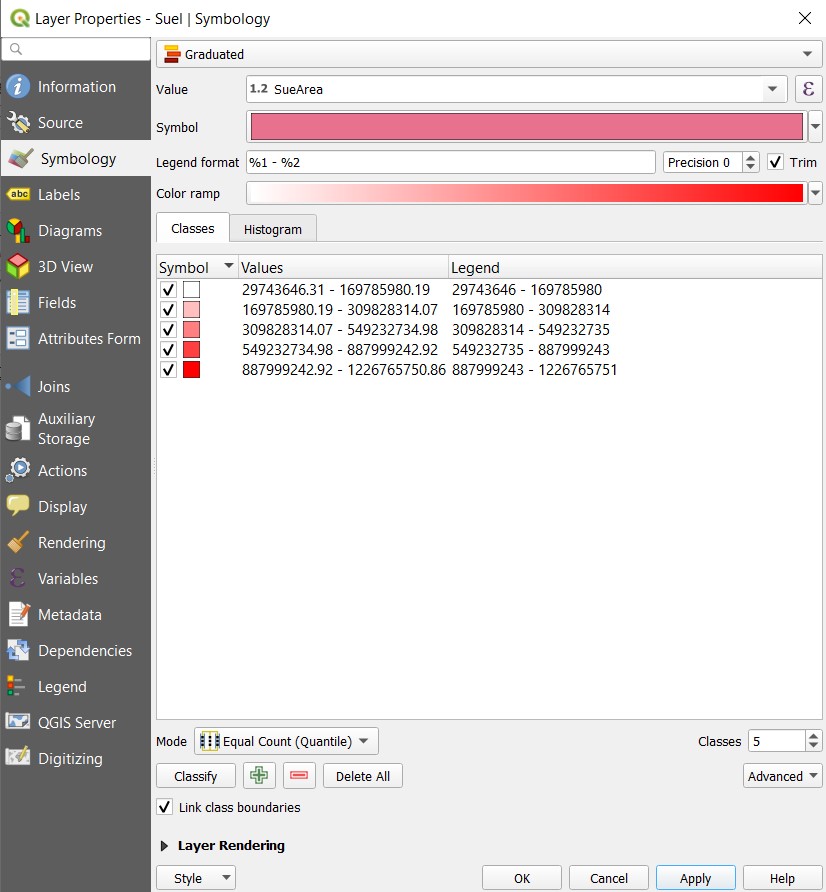 Layer Properties - Suel | Symbology
Information
Source
Symbology
abc Labels
Diagrams
3D View
Fields
Attributes Form
Joins
Auxiliary
Storage
Actions
Display
Rendering
Variables
Metadata
Dependencies
Legend
QGIS Server
Digitizing
Graduated
Value 1.2 SueArea ε
Symbol
Legend format %1 - %2 Precision 0 Trim
Color ramp
Classes Histogram
Symbol Values Legend
29743646.31 - 169785980.19 29743646 - 169785980
169785980.19 - 309828314.07 169785980 - 309828314
309828314.07 - 549232734.98 309828314 - 549232735
549232734.98 - 887999242.92 549232735 - 887999243
887999242.92 - 1226765750.86 887999243 - 1226765751
Mode Equal Count (Quantile) Classes 5
Classify Delete All Advanced
Link class boundaries
Layer Rendering
Style OK Cancel Apply Help